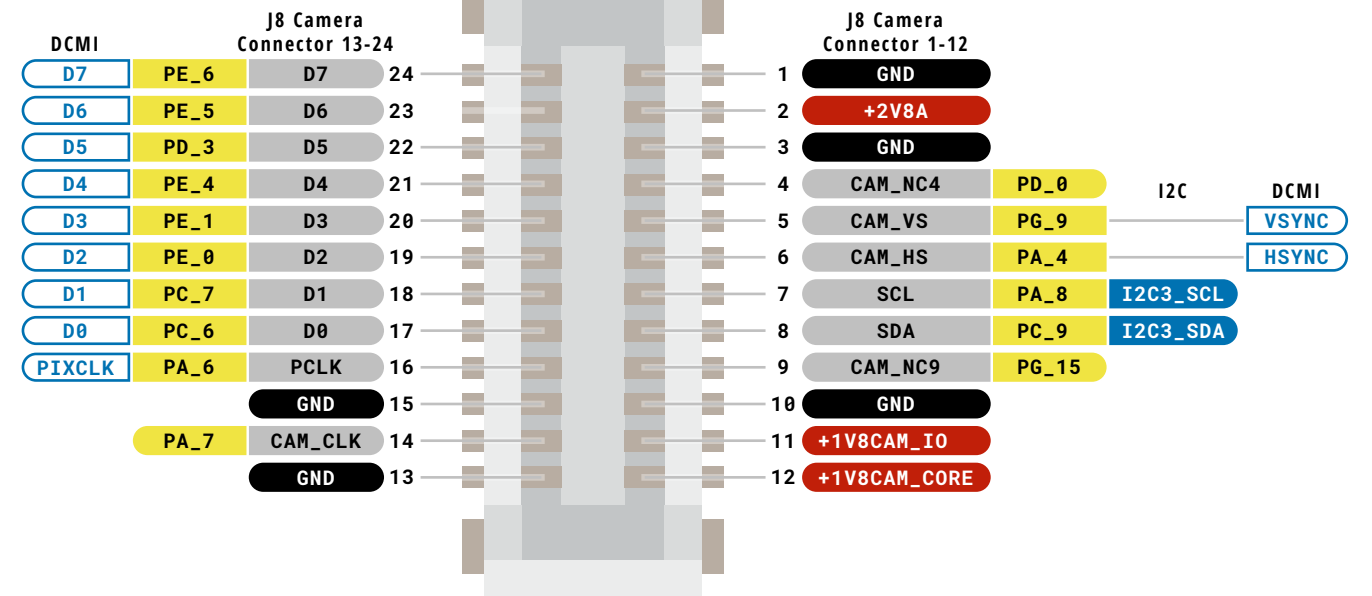 J8 Camera
Connector 13-24
DCMI
D7 PE_6 D7 24
D6 PE_5 D6 23
D5 PD_3 D5 22
D4 PE_4 D4 21
D3 PE_1 D3 20
D2 PE_0 D2 19
D1 PC_7 D1 18
D0 PC_6 D0 17
PIXCLK PA_6 PCLK 16
GND 15
PA_7 CAM_CLK 14
GND 13
J8 Camera
Connector 1-12
1 GND
2 +2V8A
3 GND
I2C DCMI
4 CAM_NC4 PD_0
5 CAM_VS PG_9 VSYNC
6 CAM_HS PA_4 HSYNC
7 SCL PA_8 I2C3_SCL
8 SDA PC_9 I2C3_SDA
9 CAM_NC9 PG_15
10 GND
11 +1V8CAM_IO
12 +1V8CAM_CORE